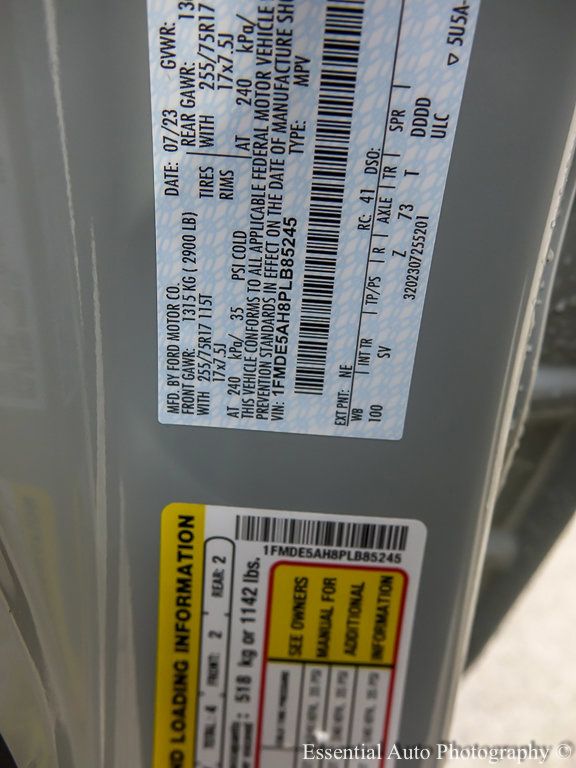 MFD. BY FORD MOTOR CO.
DATE: 07/23
GVWR:
FRONT GAWR: 1315 KG ( 2900 LB)
REAR GAWR:
WITH
255/75R17 115T
TIRES
WITH
255/75R17
17x7.5J
RIMS
17x7.5J
AT 240 kPa/ 35 PSI COLD
AT 240 kPa/
THIS VEHICLE CONFORMS TO ALL APPLICABLE FEDERAL MOTOR VEHICLE
PREVENTION STANDARDS IN EFFECT ON THE DATE OF MANUFACTURE SHO
VIN: 1FMDE5AH8PLB85245
TYPE: MPV
EXT PNT: NE
RC: 41
DSO:
WB
INT TR
TP/PS
R
AXLE
TR
SPR
100
SV
Z
73
T
DDDD
3202307255201
ULC
▽ 5U5A-
ND LOADING INFORMATION
TOTAL: 4
FRONT: 2
REAR: 2
518 kg or 1142 lbs.
1FMDE5AH8PLB85245
SEE OWNERS
MANUAL FOR
ADDITIONAL
INFORMATION
Essential Auto Photography ©